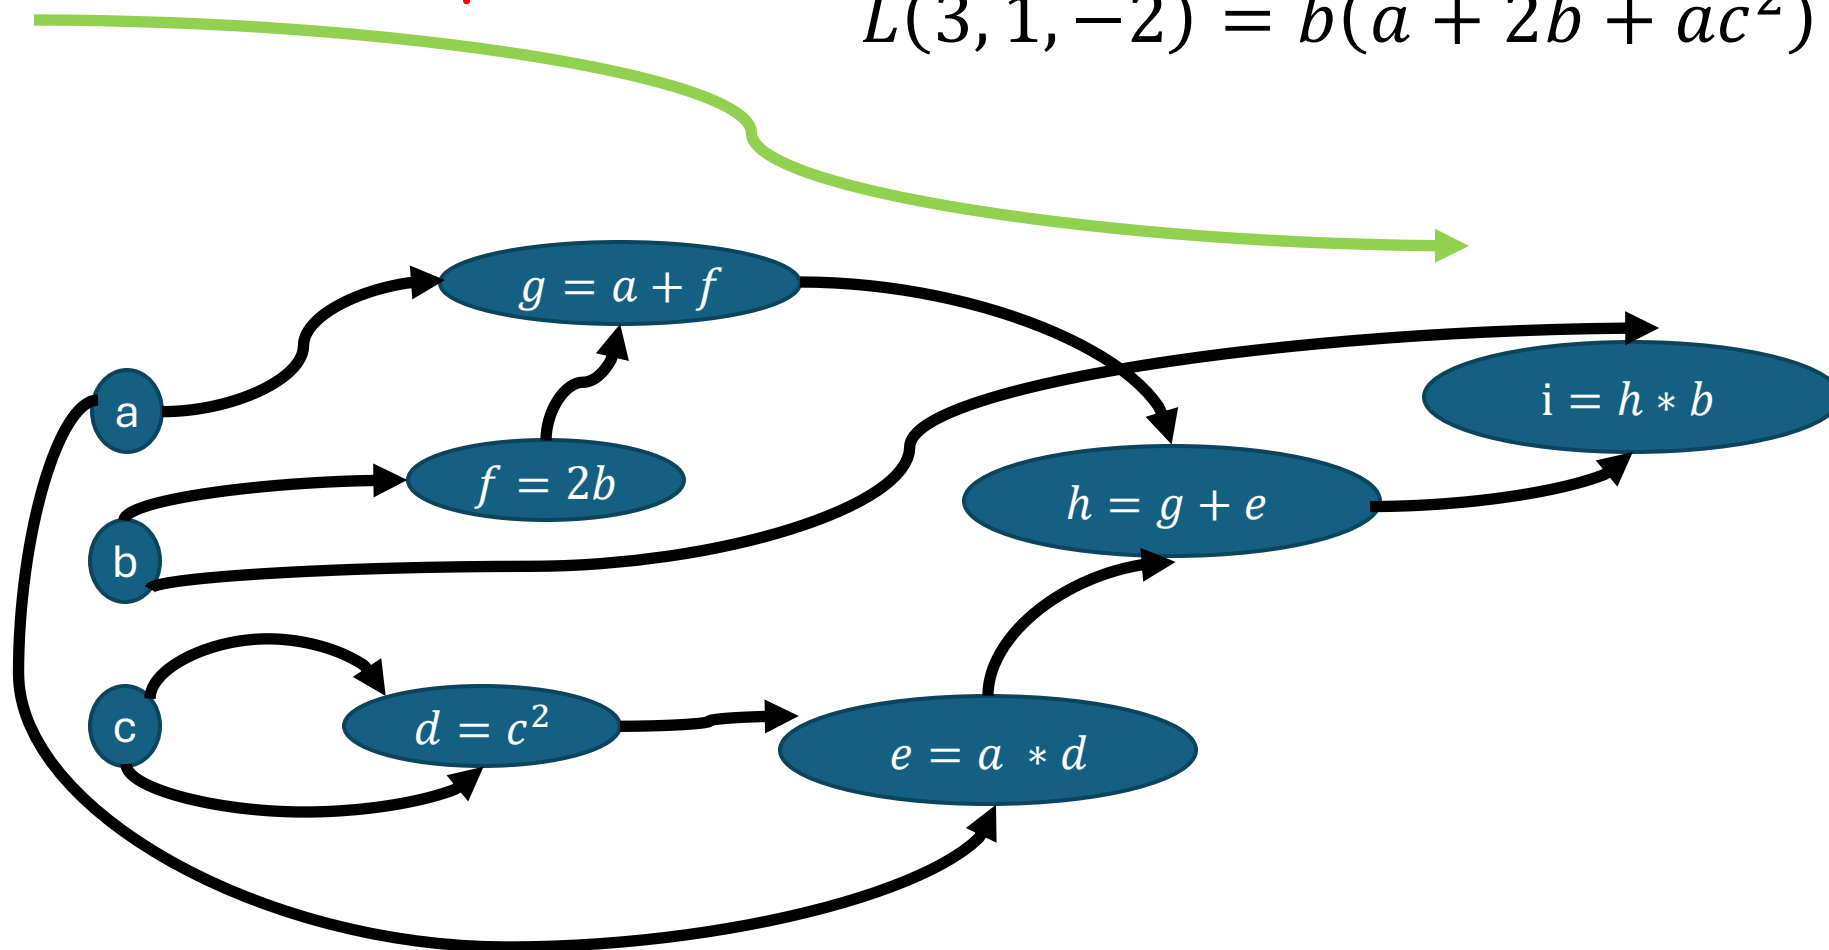 L(3, 1, −2) = b(a + 2b + ac²)
g = a + f
a
i = h ∗ b
f = 2b
h = g + e
b
c
d = c²
e = a ∗ d